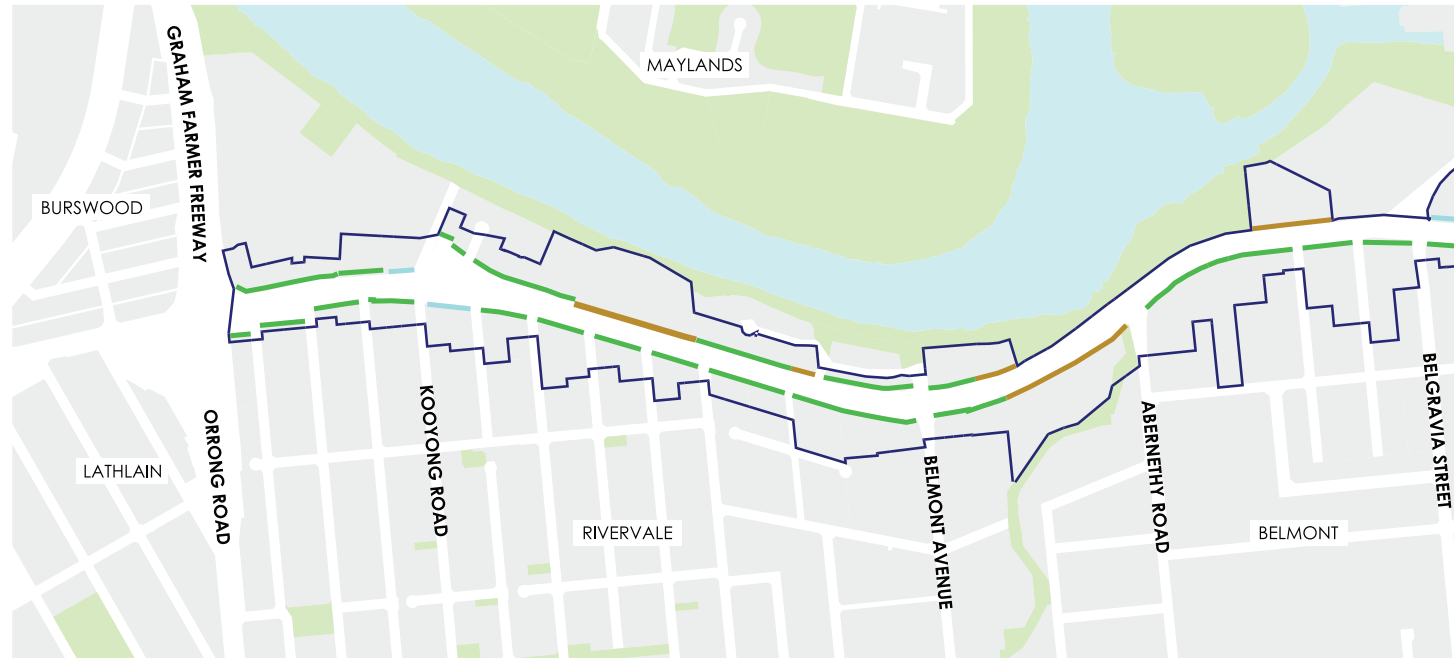 GRAHAM FARMER FREEWAY
MAYLANDS
BURSWOOD
ORRONG ROAD
KOOYONG ROAD
BELMONT AVENUE
ABERNETHY ROAD
BELGRAVIA STREET
LATHLAIN
RIVERVALE
BELMONT